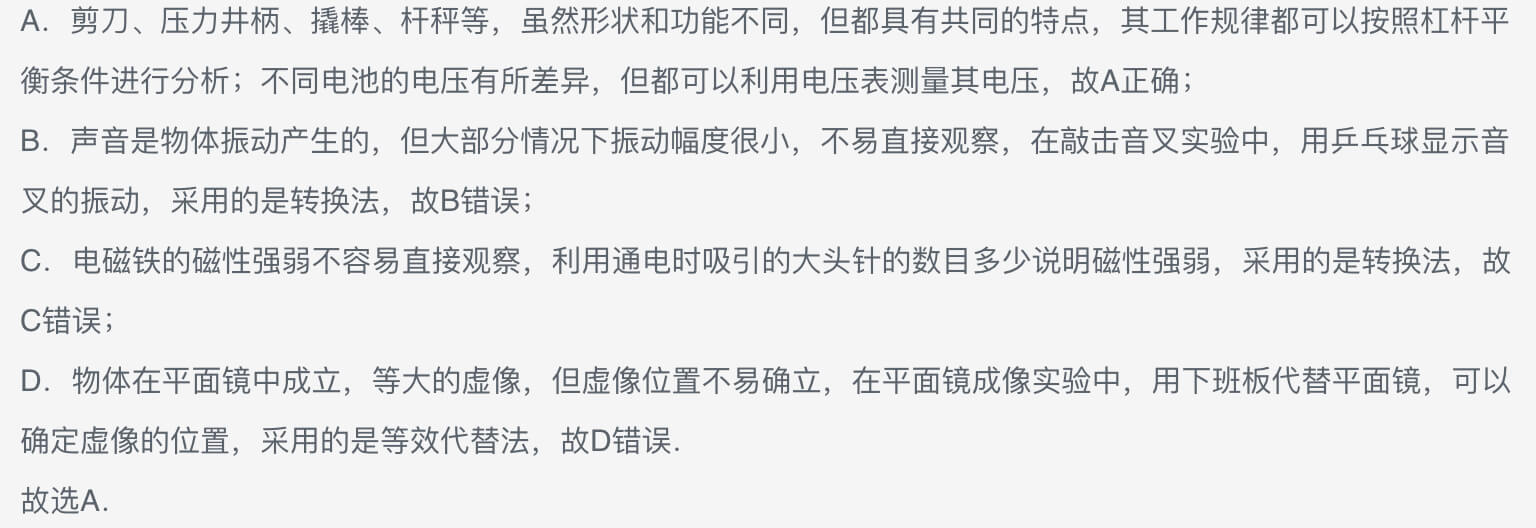 A．剪刀、压力井柄、撬棒、杆秤等，虽然形状和功能不同，但都具有共同的特点，其工作规律都可以按照杠杆平
衡条件进行分析；不同电池的电压有所差异，但都可以利用电压表测量其电压，故A正确；
B．声音是物体振动产生的，但大部分情况下振动幅度很小，不易直接观察，在敲击音叉实验中，用乒乓球显示音
叉的振动，采用的是转换法，故B错误；
C．电磁铁的磁性强弱不容易直接观察，利用通电时吸引的大头针的数目多少说明磁性强弱，采用的是转换法，故
C错误；
D．物体在平面镜中成立，等大的虚像，但虚像位置不易确立，在平面镜成像实验中，用下班板代替平面镜，可以
确定虚像的位置，采用的是等效代替法，故D错误.
故选A.